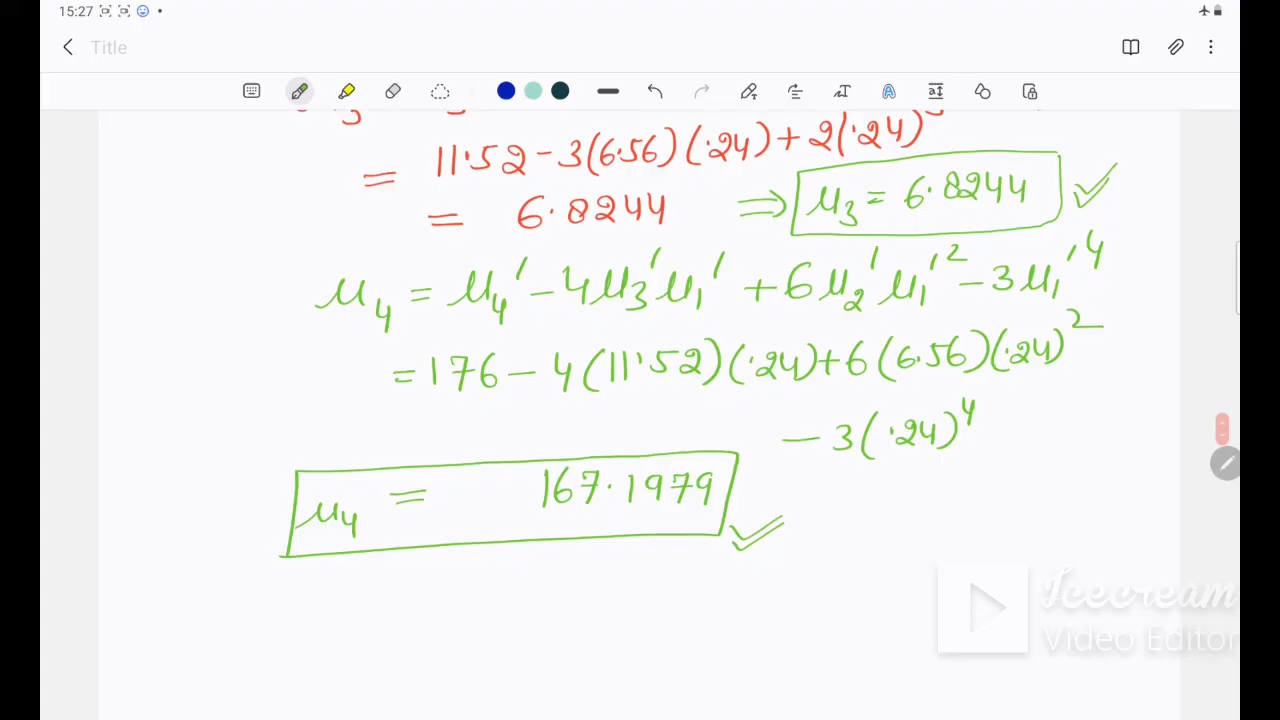 15:27
Title
= 11.52 - 3(6.56)(.24) + 2(.24)³
= 6.8244 ⇒ μ₃ = 6.8244
μ₄ = μ₄′ - 4μ₃′μ₁′ + 6μ₂′μ₁′² - 3μ₁′⁴
= 176 - 4(11.52)(.24) + 6(6.56)(.24)²
- 3(.24)⁴
μ₄ = 167.1979
Icecream
Video Editor